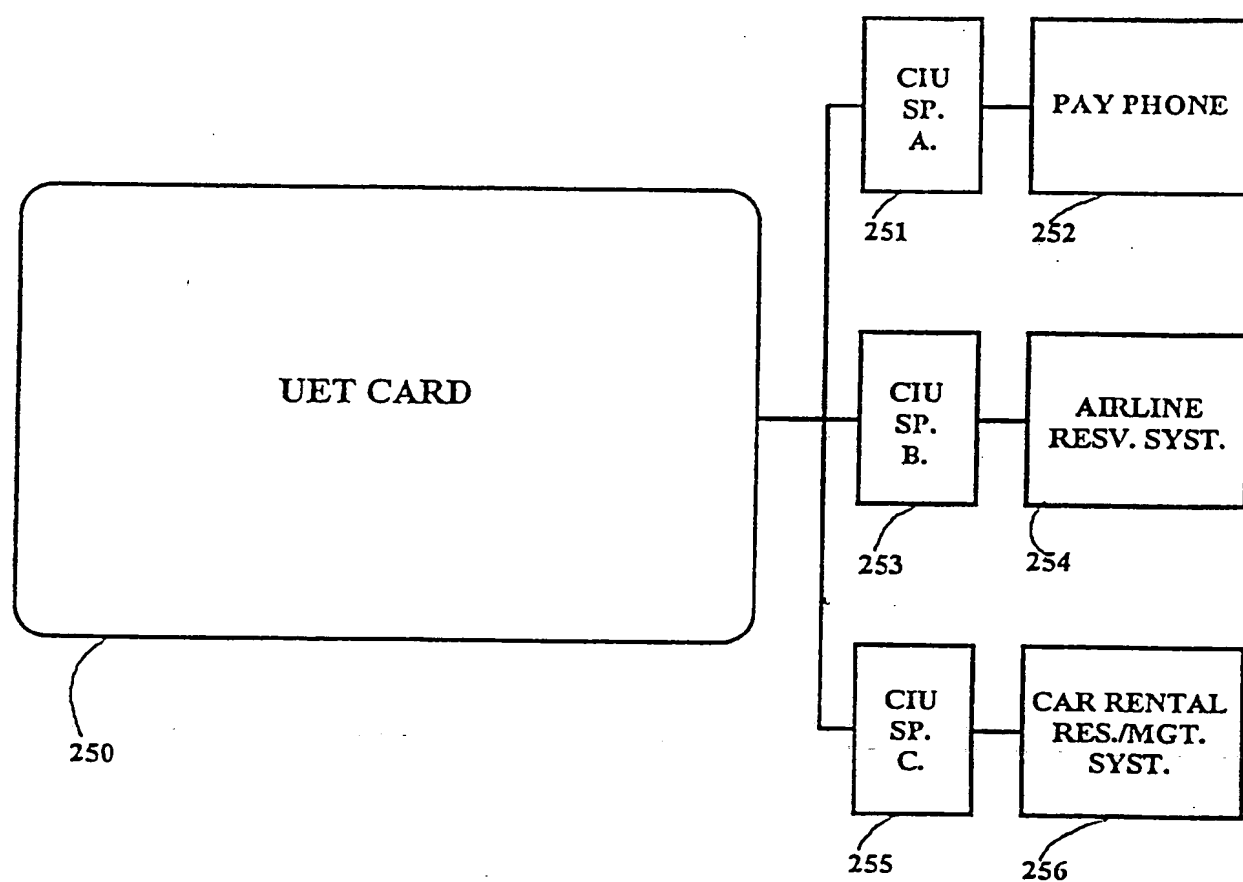 UET CARD
250
CIU
SP.
A.
251
PAY PHONE
252
CIU
SP.
B.
253
AIRLINE
RESV. SYST.
254
CIU
SP.
C.
255
CAR RENTAL
RES./MGT.
SYST.
256